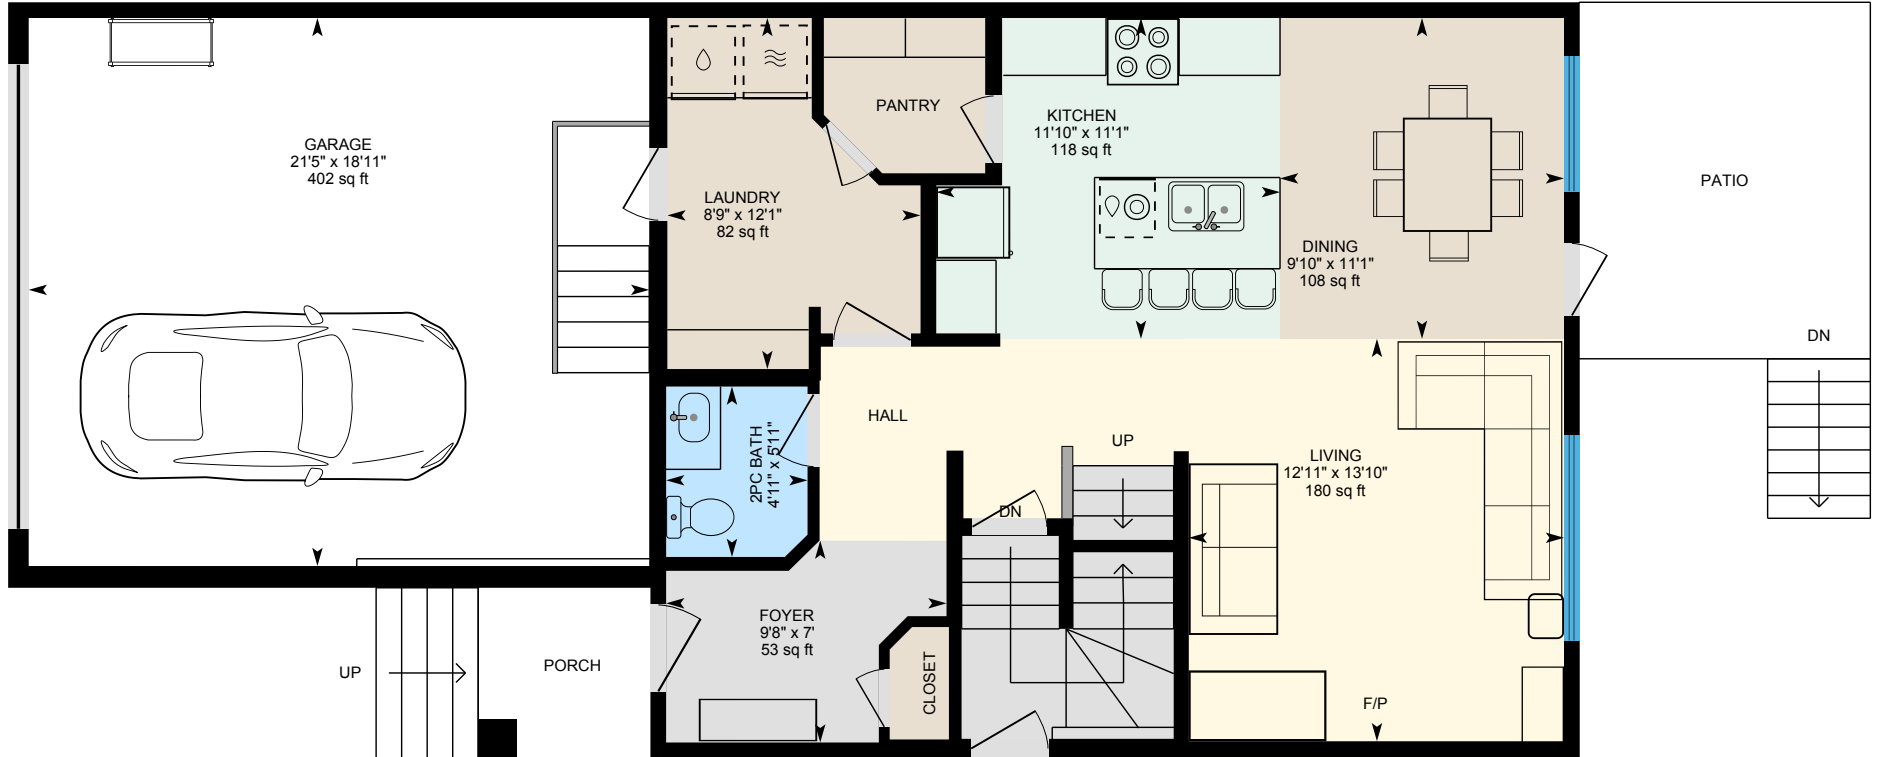 GARAGE
21'5" x 18'11"
402 sq ft
PANTRY
KITCHEN
11'10" x 11'1"
118 sq ft
LAUNDRY
8'9" x 12'1"
82 sq ft
DINING
9'10" x 11'1"
108 sq ft
PATIO
DN
HALL
2PC BATH
4'11" x 5'11"
UP
DN
LIVING
12'11" x 13'10"
180 sq ft
FOYER
9'8" x 7'
53 sq ft
CLOSET
UP
PORCH
F/P